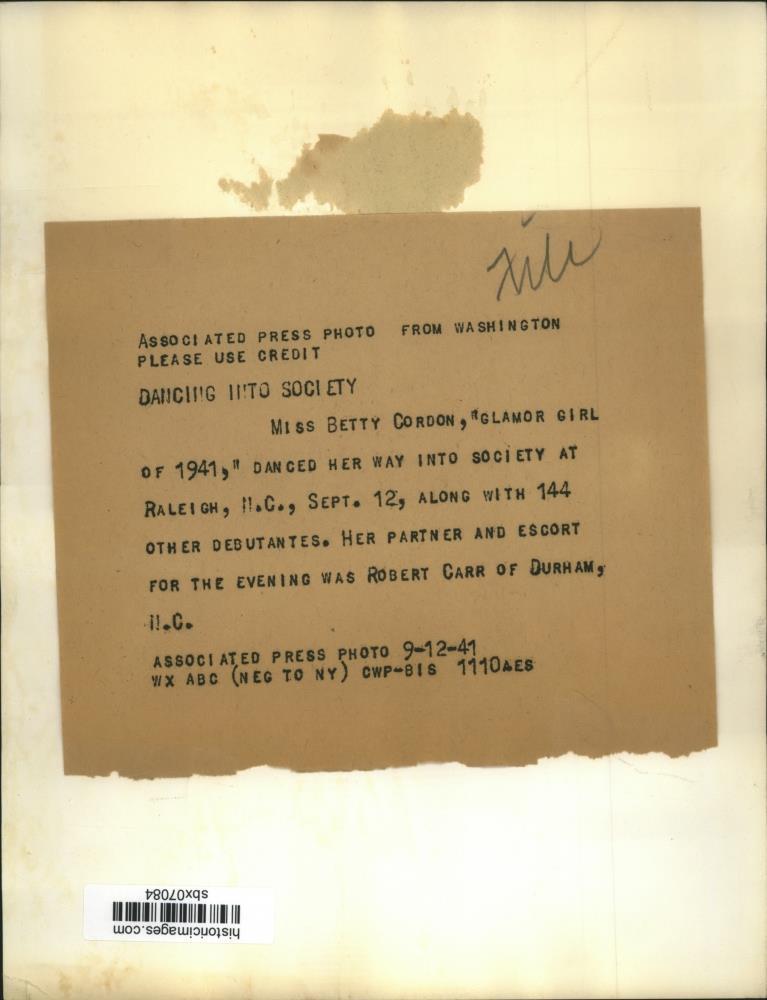 File
ASSOCIATED PRESS PHOTO FROM WASHINGTON
PLEASE USE CREDIT
DANCING INTO SOCIETY
MISS BETTY CORDON, "GLAMOR GIRL
OF 1941," DANCED HER WAY INTO SOCIETY AT
RALEIGH, N.C., SEPT. 12, ALONG WITH 144
OTHER DEBUTANTES. HER PARTNER AND ESCORT
FOR THE EVENING WAS ROBERT CARR OF DURHAM,
N.C.
ASSOCIATED PRESS PHOTO 9-12-41
WX ABC (NEG TO NY) CWP-BIS 1110AES
historicimages.com
sbx07084